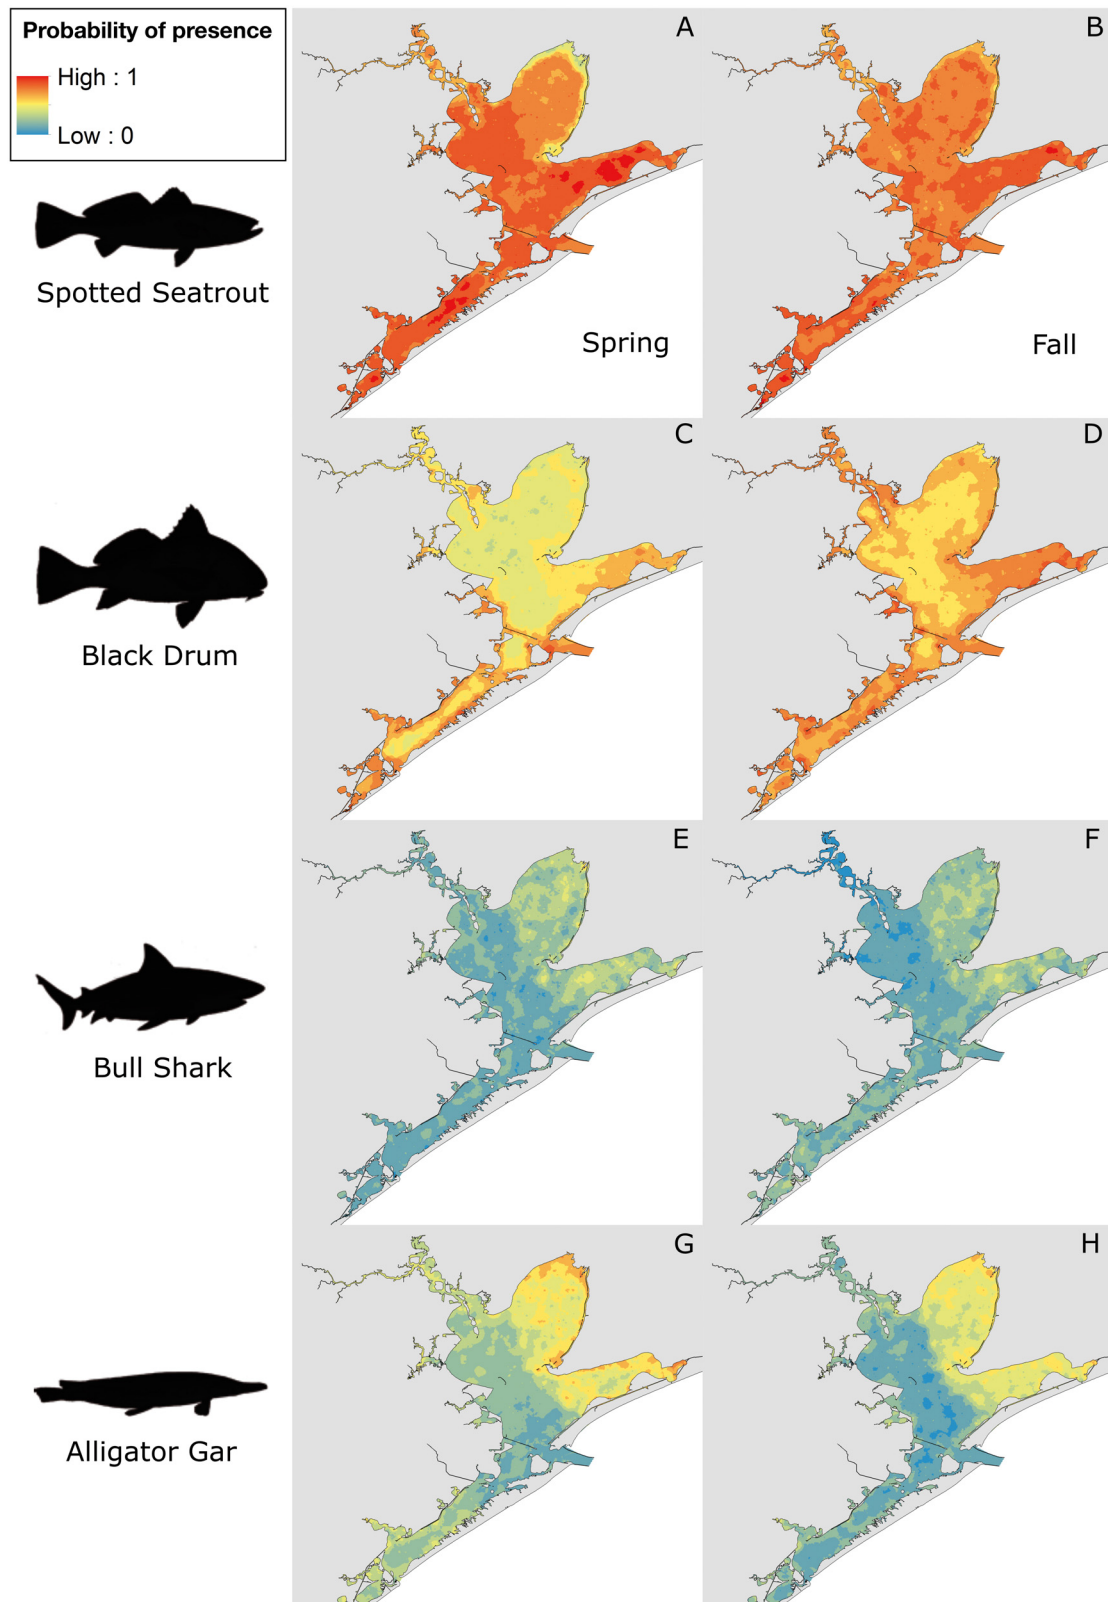 Probability of presence
High : 1
Low : 0
A
B
Spotted Seatrout
Spring
Fall
C
D
Black Drum
E
F
Bull Shark
G
H
Alligator Gar